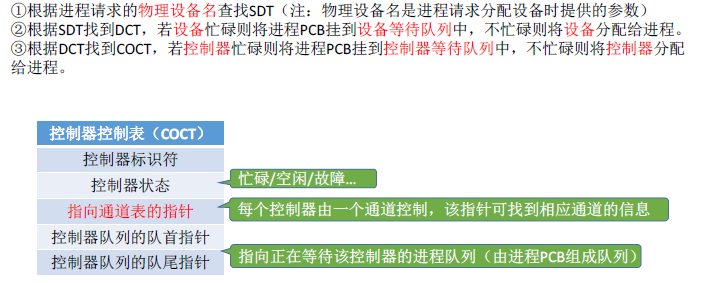 ①根据进程请求的物理设备名查找SDT（注：物理设备名是进程请求分配设备时提供的参数）
②根据SDT找到DCT，若设备忙碌则将进程PCB挂到设备等待队列中，不忙碌则将设备分配给进程。
③根据DCT找到COCT，若控制器忙碌则将进程PCB挂到控制器等待队列中，不忙碌则将控制器分配
给进程。
控制器控制表（COCT）
控制器标识符
控制器状态
忙碌/空闲/故障...
指向通道表的指针
每个控制器由一个通道控制，该指针可找到相应通道的信息
控制器队列的队首指针
控制器队列的队尾指针
指向正在等待该控制器的进程队列（由进程PCB组成队列）